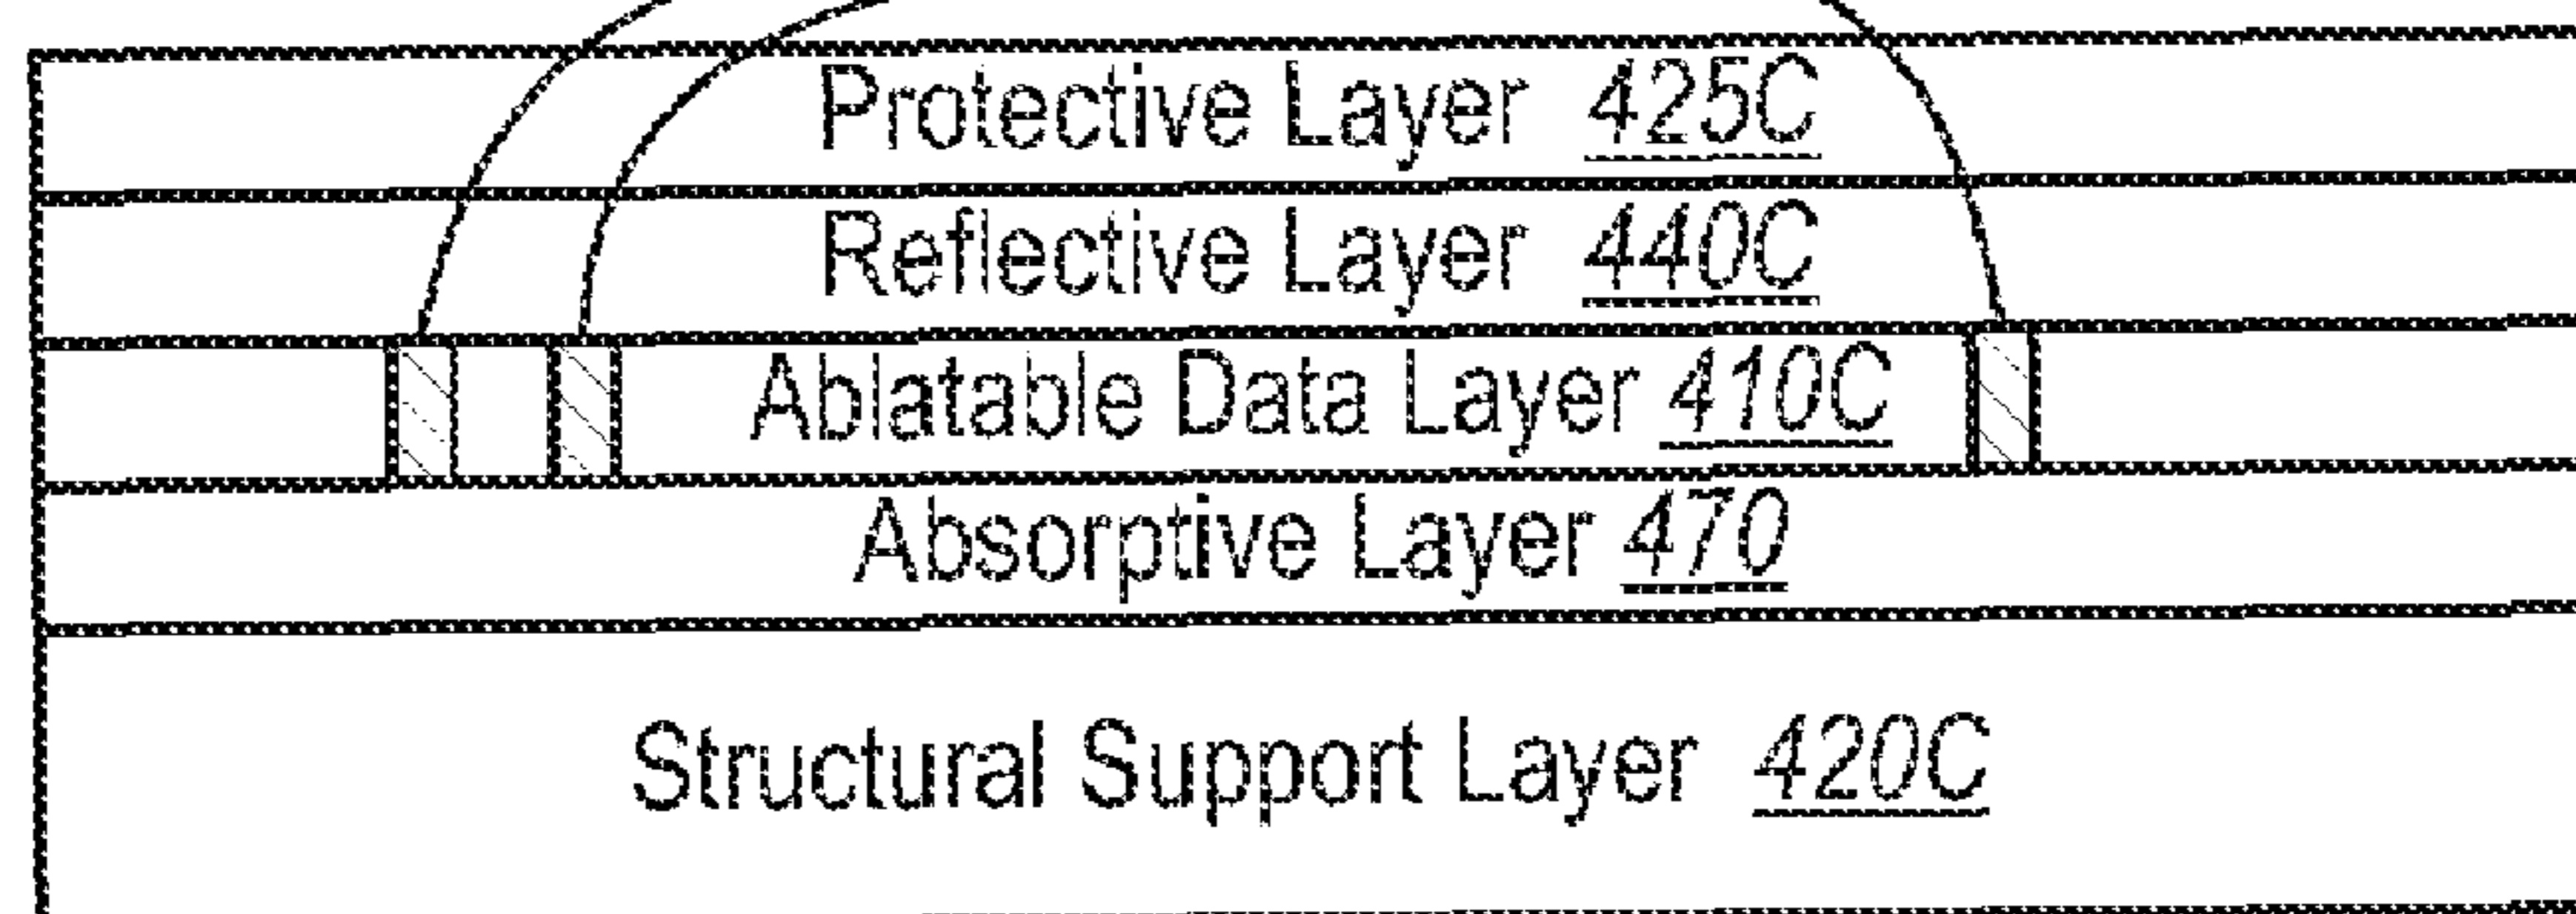 Protective Layer 425C
Reflective Layer 440C
Ablatable Data Layer 410C
Absorptive Layer 470
Structural Support Layer 420C